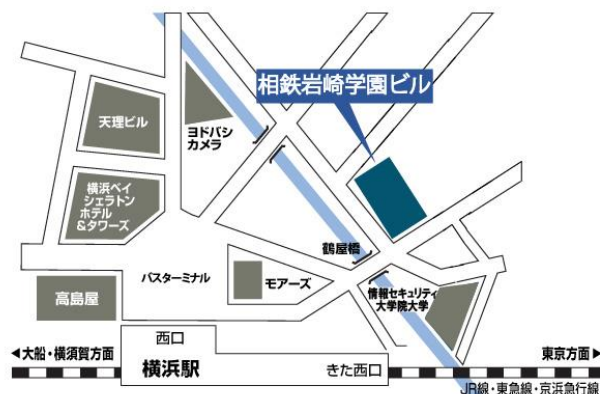 相鉄岩崎学園ビル
天理ビル
ヨドバシ
カメラ
横浜ベイ
シェラトン
ホテル
&タワーズ
鶴屋橋
バスターミナル
モアーズ
高島屋
情報セキュリティ
大学院大学
西口
◀大船・横須賀方面
横浜駅
きた西口
東京方面▶
JR線・東急線・京浜急行線